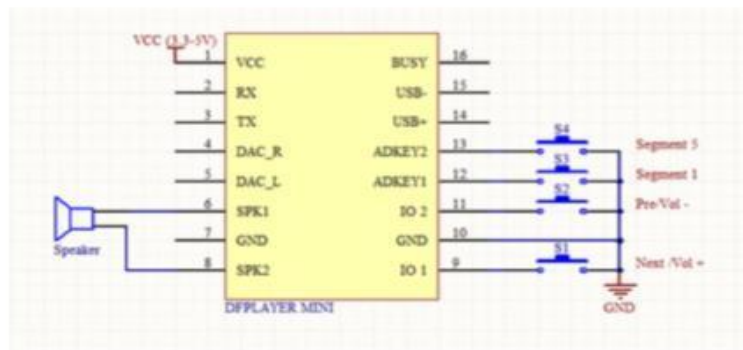 VCC (3.3-5V)
1 VCC BUSY 16
2 RX USB- 15
3 TX USB+ 14
4 DAC_R ADKEY2 13 S4 Segment 5
5 DAC_L ADKEY1 12 S3 Segment 1
6 SPK1 IO 2 11 S2 Pre/Vol -
7 GND GND 10
8 SPK2 IO 1 9 S1 Next /Vol +
Speaker
DFPLAYER MINI
GND